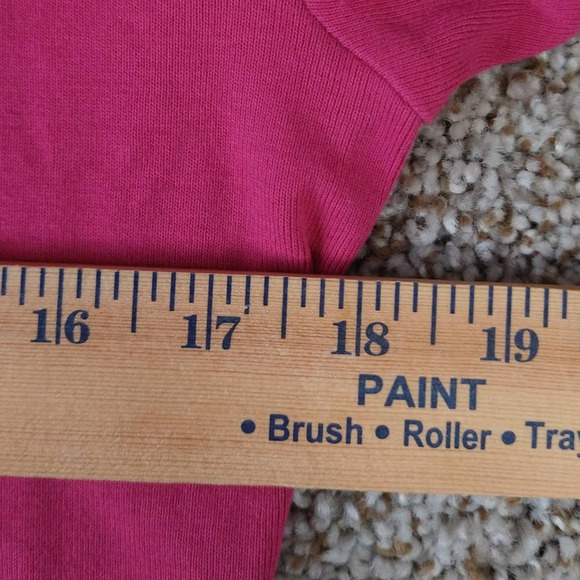 16 17 18 19
PAINT
• Brush • Roller • Tray